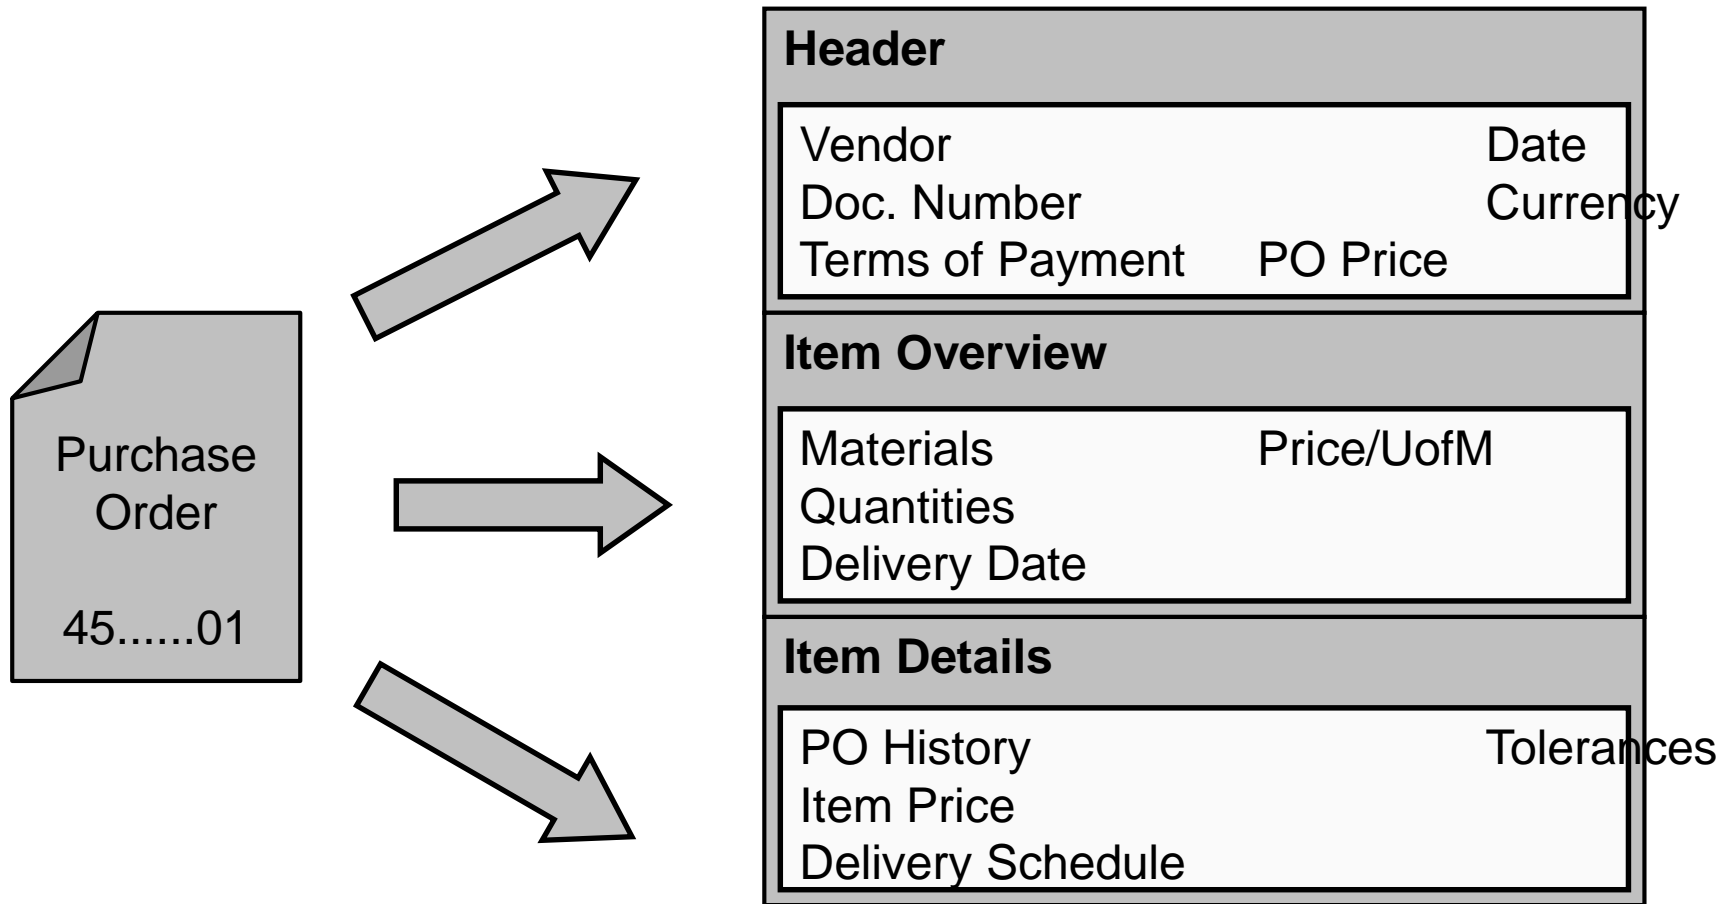 Purchase
Order
45......01
Header
Vendor Date
Doc. Number Currency
Terms of Payment PO Price
Item Overview
Materials Price/UofM
Quantities
Delivery Date
Item Details
PO History Tolerances
Item Price
Delivery Schedule